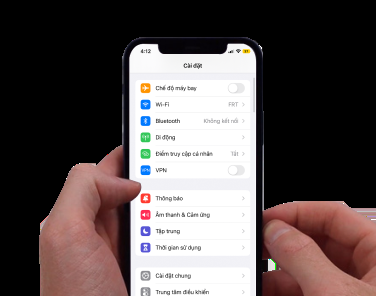 4:12
Cài đặt
Chế độ máy bay
Wi-Fi FRT
Bluetooth Không kết nối
Di động
Điểm truy cập cá nhân Tắt
VPN VPN
Thông báo
Âm thanh & Cảm ứng
Tập trung
Thời gian sử dụng
Cài đặt chung
Trung tâm điều khiển